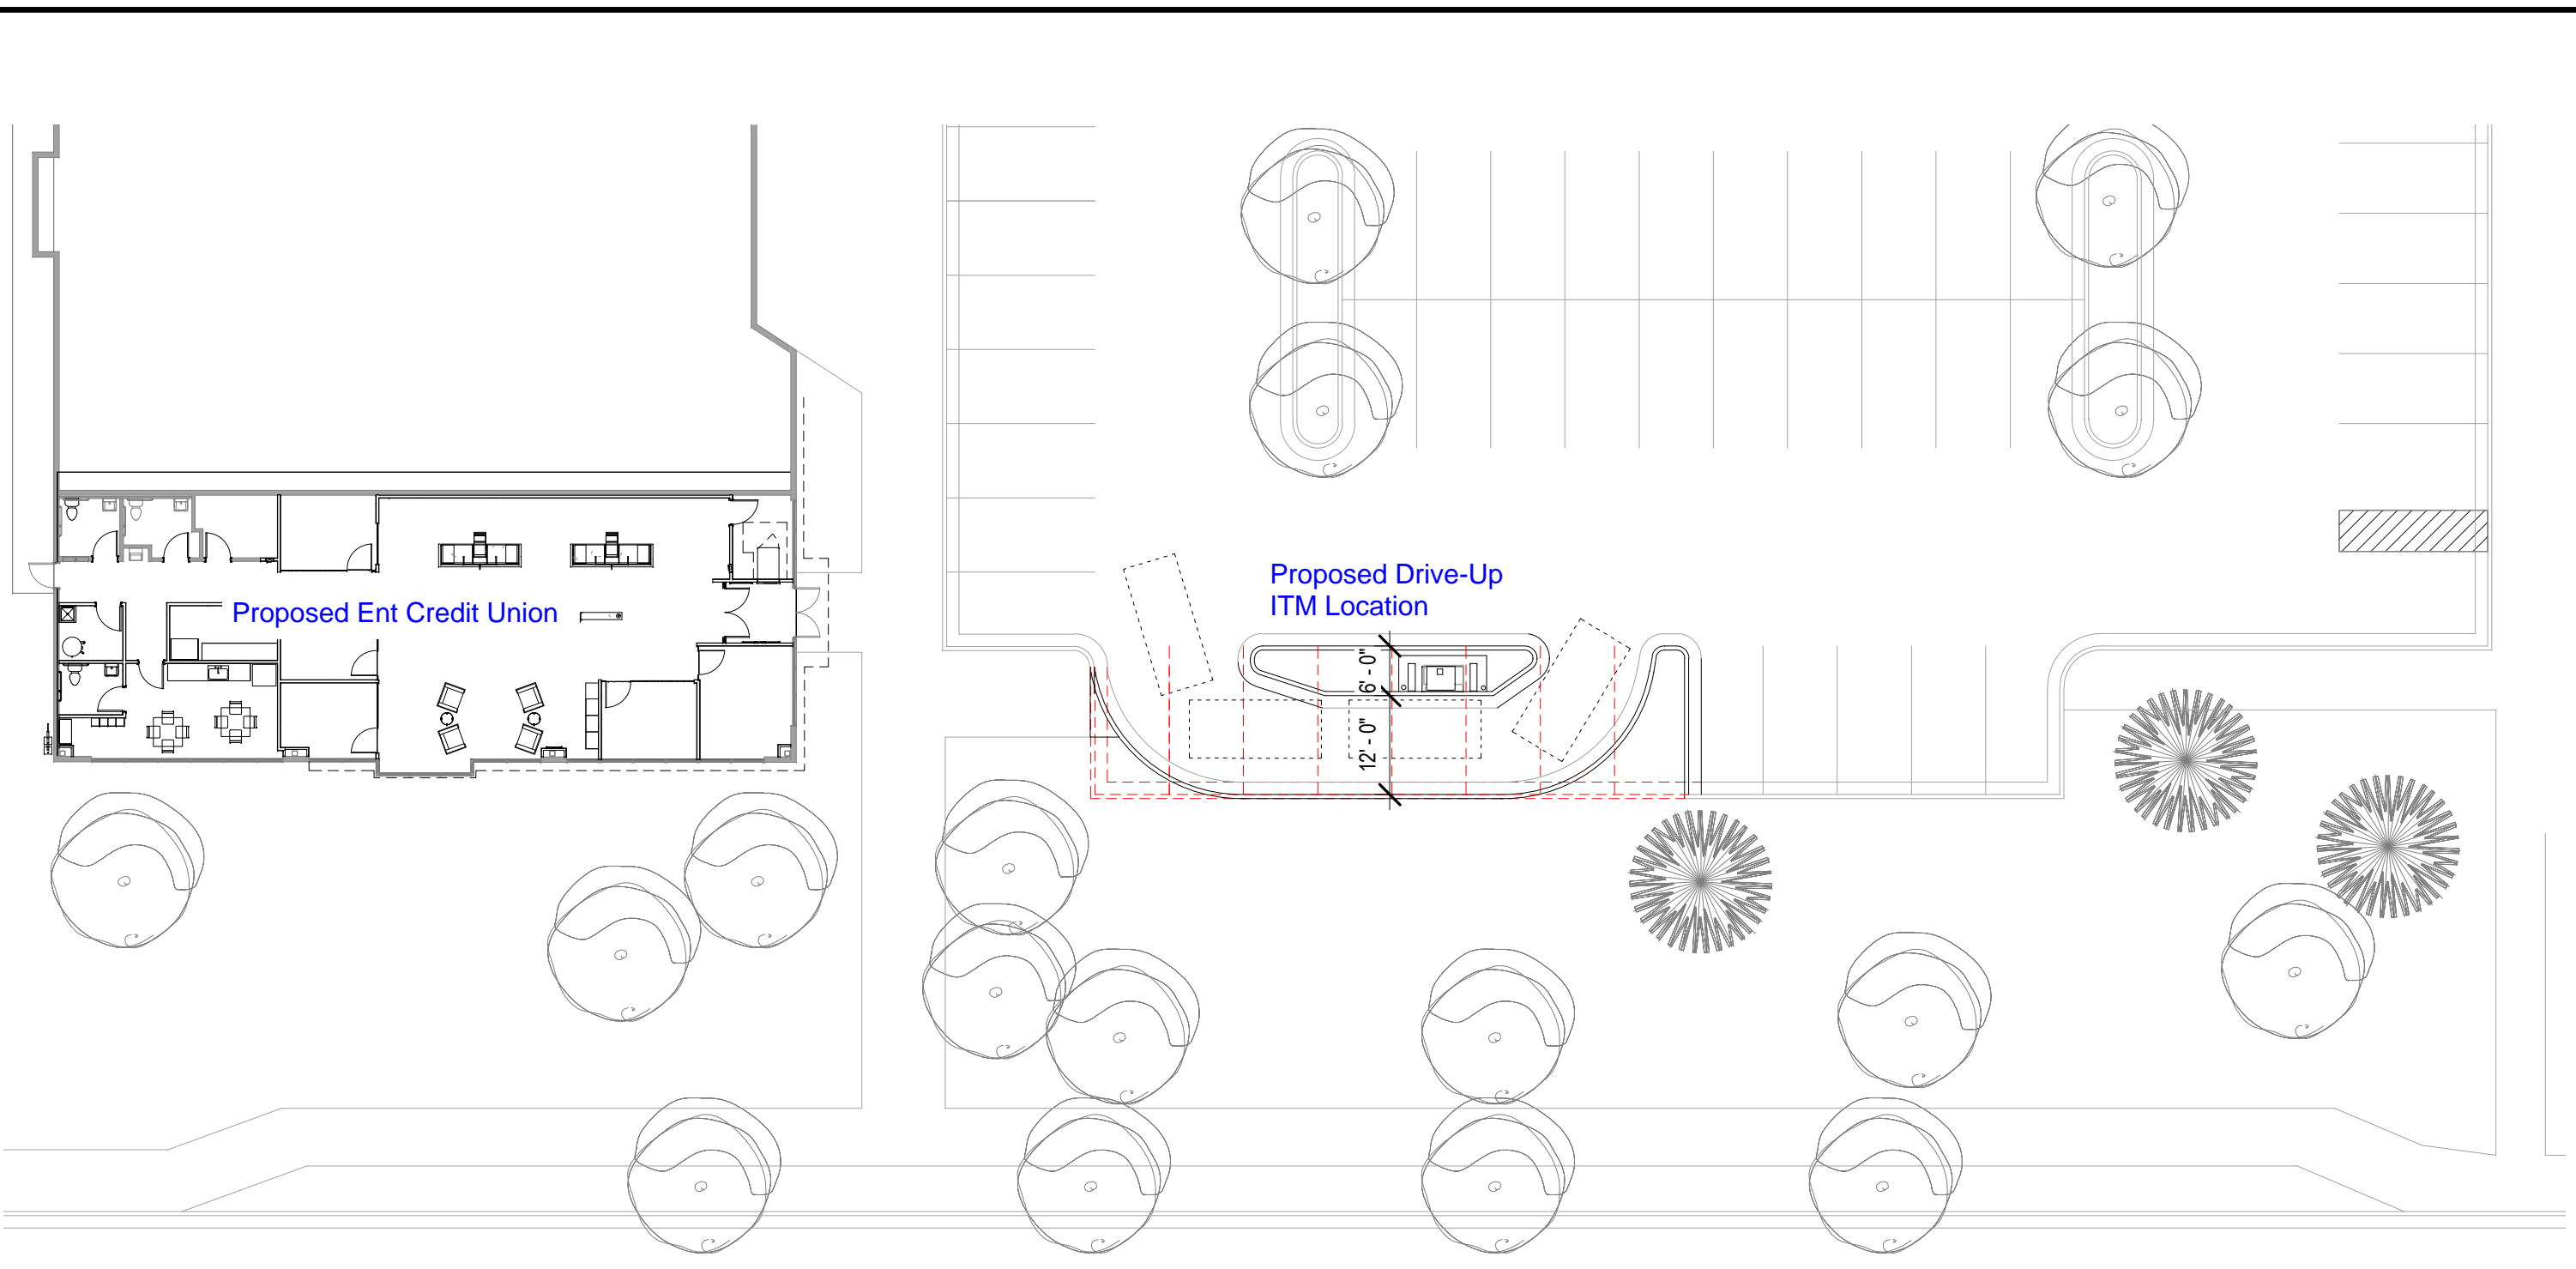 Proposed Drive-Up
ITM Location
Proposed Ent Credit Union
6' - 0"
12' - 0"